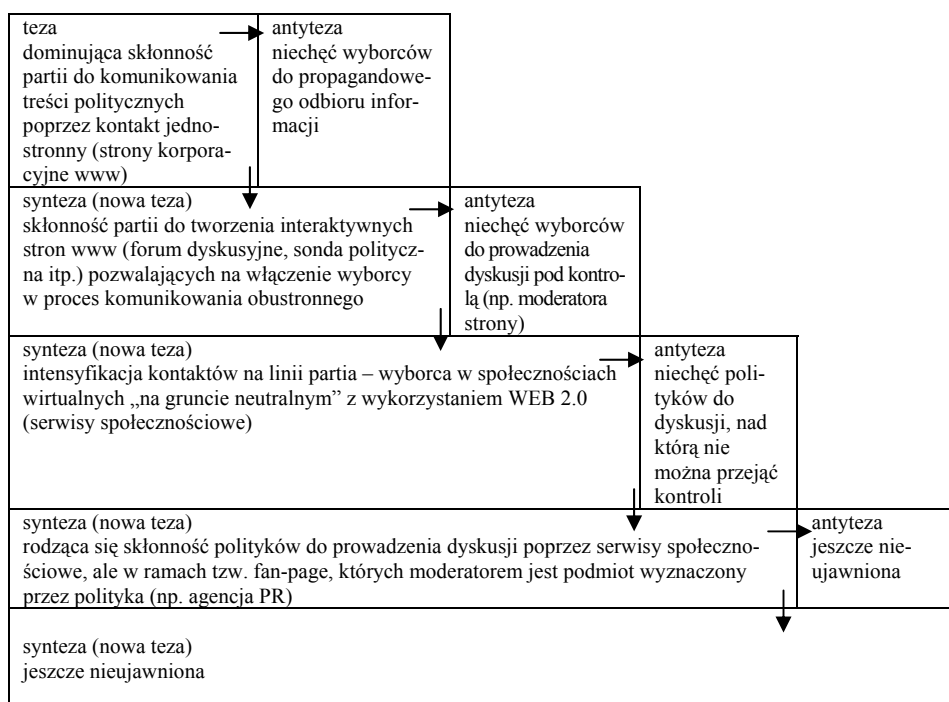 teza
dominująca skłonność
partii do komunikowania
treści politycznych
poprzez kontakt jedno-
stronny (strony korpora-
cyjne www)
antyteza
niechęć wyborców
do propagandowe-
go odbioru infor-
macji
synteza (nowa teza)
skłonność partii do tworzenia interaktywnych
stron www (forum dyskusyjne, sonda politycz-
na itp.) pozwalających na włączenie wyborcy
w proces komunikowania obustronnego
antyteza
niechęć wyborców
do prowadzenia
dyskusji pod kontro-
lą (np. moderatora
strony)
synteza (nowa teza)
intensyfikacja kontaktów na linii partia – wyborca w społecznościach
wirtualnych „na gruncie neutralnym” z wykorzystaniem WEB 2.0
(serwisy społecznościowe)
antyteza
niechęć poli-
tyków do
dyskusji, nad
którą nie
można przejąć
kontroli
synteza (nowa teza)
rodząca się skłonność polityków do prowadzenia dyskusji poprzez serwisy społeczno-
ściowe, ale w ramach tzw. fan-page, których moderatorem jest podmiot wyznaczony
przez polityka (np. agencja PR)
antyteza
jeszcze nie-
ujawniona
synteza (nowa teza)
jeszcze nieujawniona